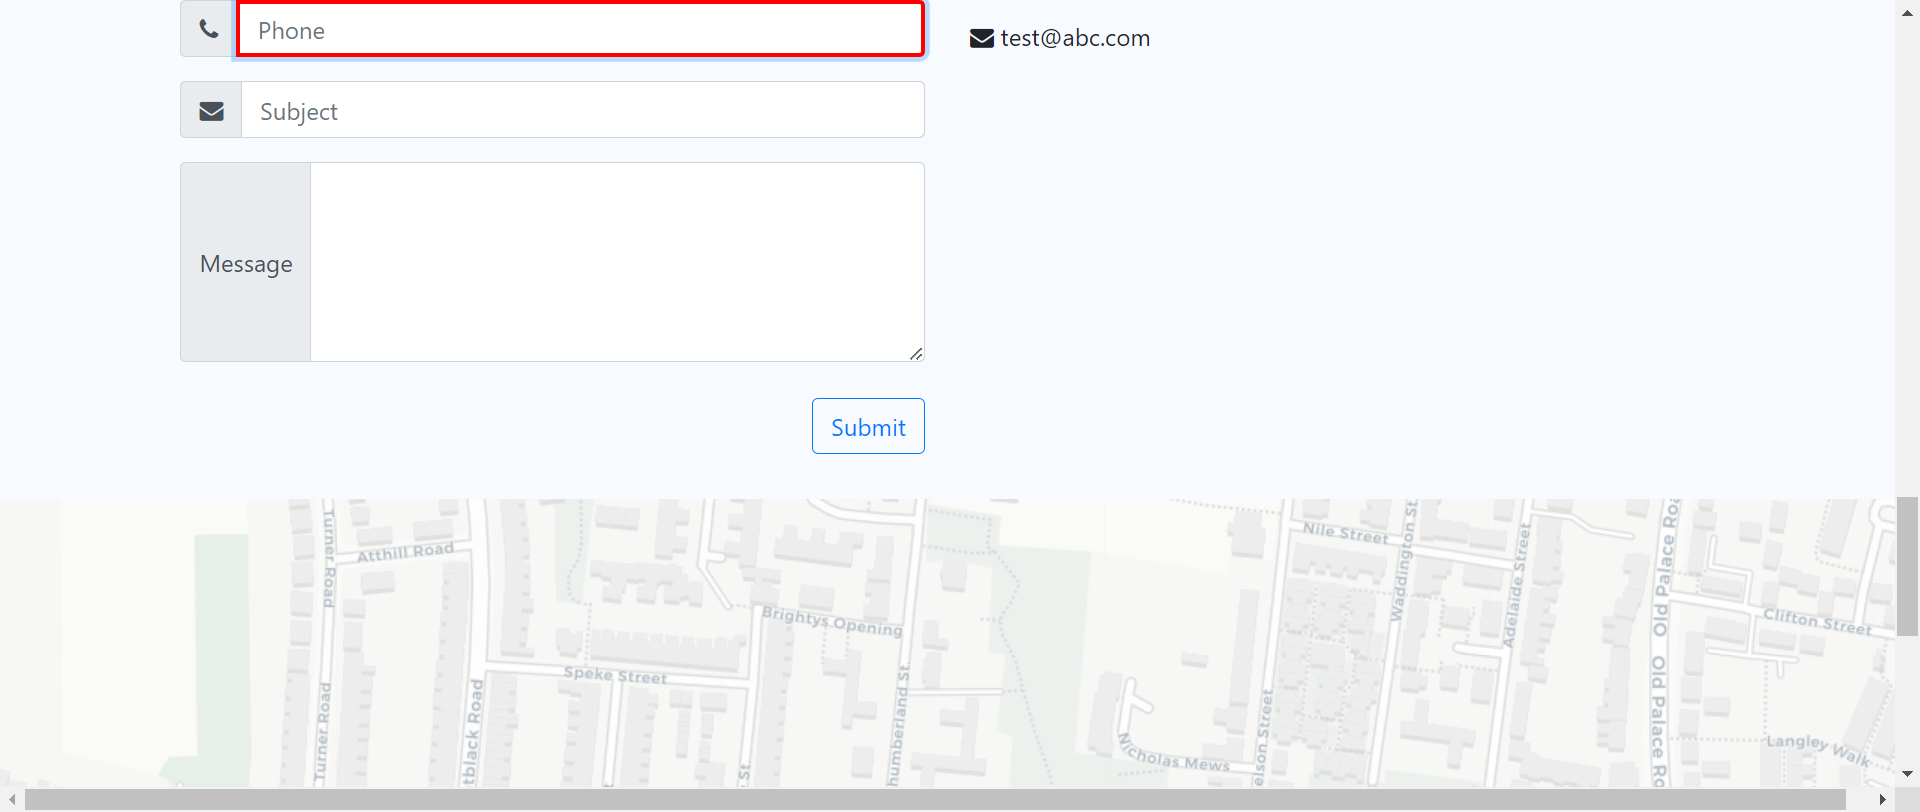 Phone
test@abc.com
Subject
Message
Submit
Turner Road
Atthill Road
Nile Street
Waddington St.
Adelaide Street
Old Palace Ro
Clifton Street
Brightys Opening
Speke Street
Turner Road
tblack Road
St.
humberland St.
Nicholas Mews
elson Street
Old Palace Ro
Langley Walk